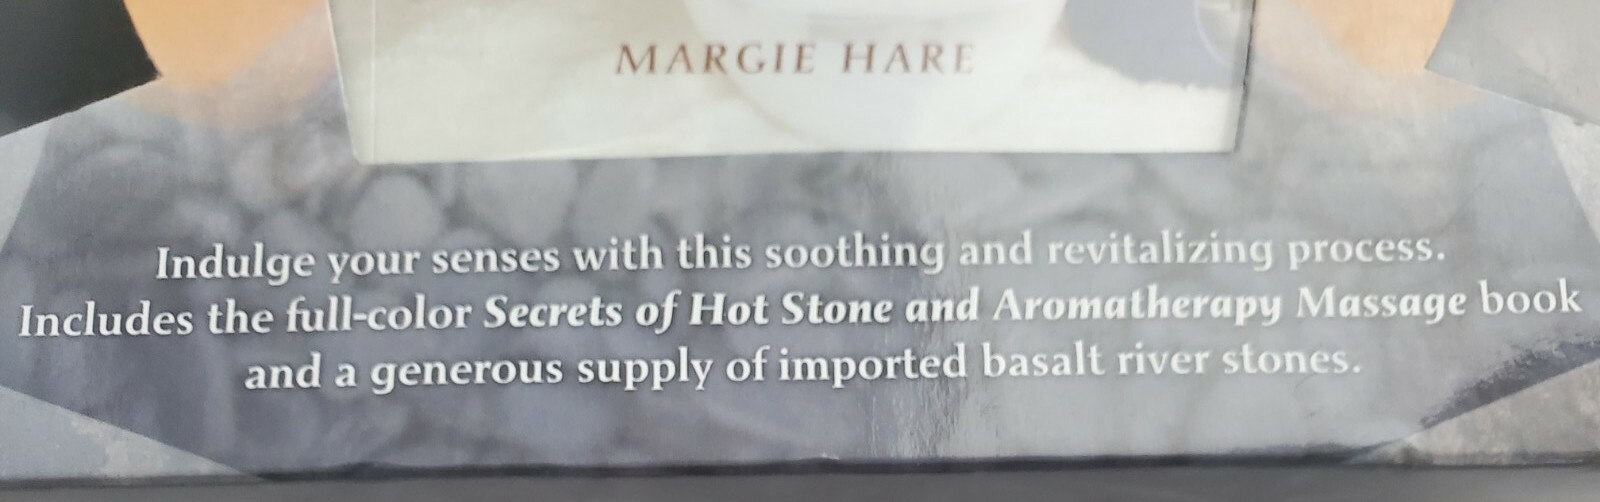 MARGIE HARE
Indulge your senses with this soothing and revitalizing process.
Includes the full-color Secrets of Hot Stone and Aromatherapy Massage book
and a generous supply of imported basalt river stones.